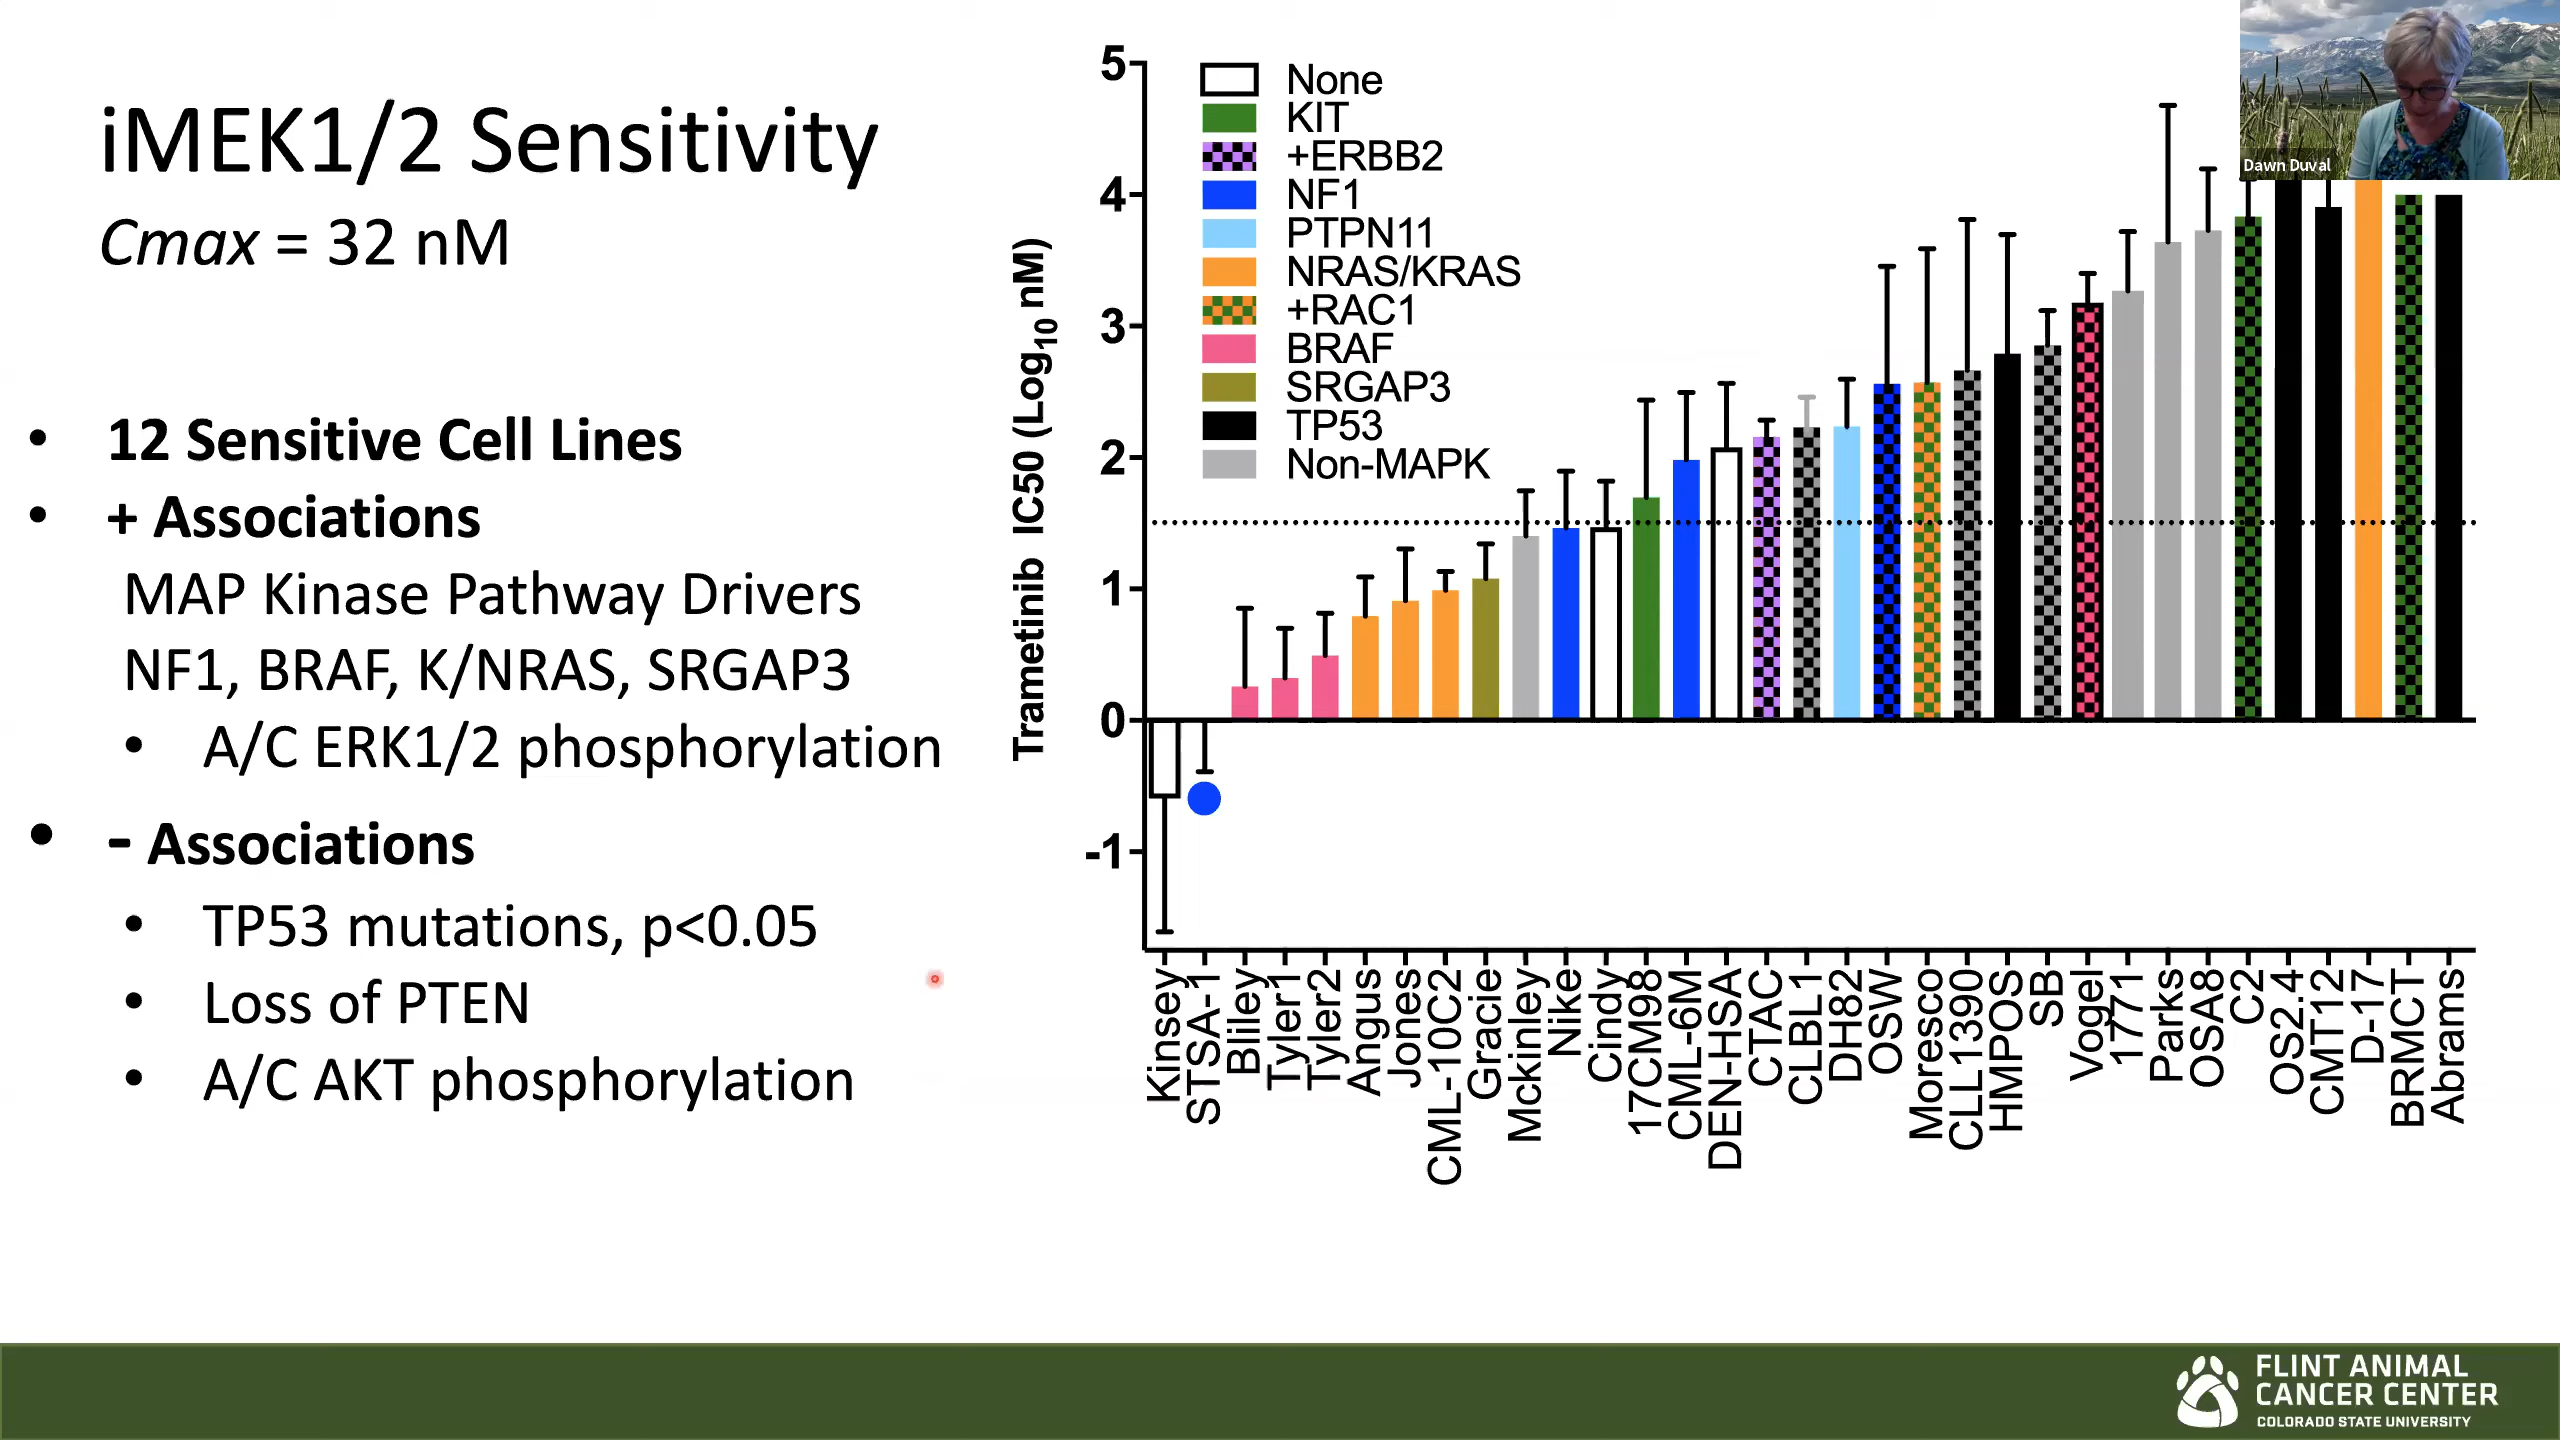 iMEK1/2 Sensitivity
Cmax = 32 nM
• 12 Sensitive Cell Lines
• + Associations
MAP Kinase Pathway Drivers
NF1, BRAF, K/NRAS, SRGAP3
• A/C ERK1/2 phosphorylation
• - Associations
• TP53 mutations, p<0.05
• Loss of PTEN
• A/C AKT phosphorylation
Trametinib IC50 (Log10 nM)
5
4
3
2
1
0
-1
None
KIT
+ERBB2
NF1
PTPN11
NRAS/KRAS
+RAC1
BRAF
SRGAP3
TP53
Non-MAPK
Kinsey
STSA-1
Bliley
Tyler1
Tyler2
Angus
Jones
CML-10C2
Gracie
Mckinley
Nike
Cindy
17CM98
CML-6M
DEN-HSA
CTAC
CLBL1
DH82
OSW
Moresco
CLL1390
HMPOS
SB
Vogel
1771
Parks
OSA8
C2
OS2.4
CMT12
D-17
BRMCT
Abrams
Dawn Duval
FLINT ANIMAL
CANCER CENTER
COLORADO STATE UNIVERSITY